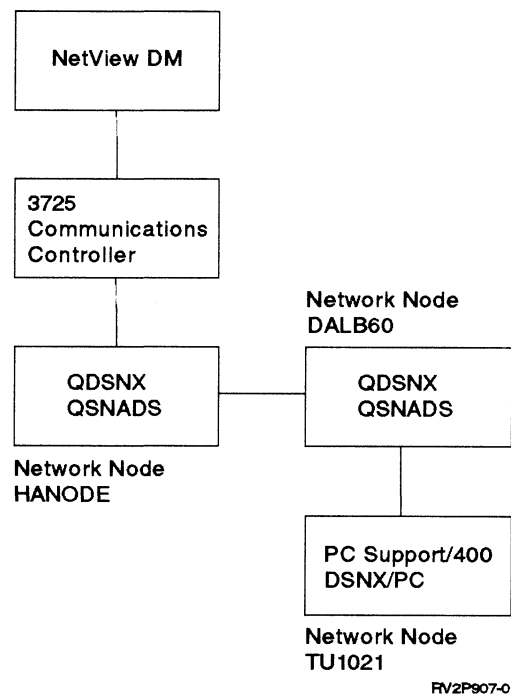 NetView DM
3725
Communications
Controller
Network Node
DALB60
QDSNX
QSNADS
QDSNX
QSNADS
Network Node
HANODE
PC Support/400
DSNX/PC
Network Node
TU1021
RV2P907-0